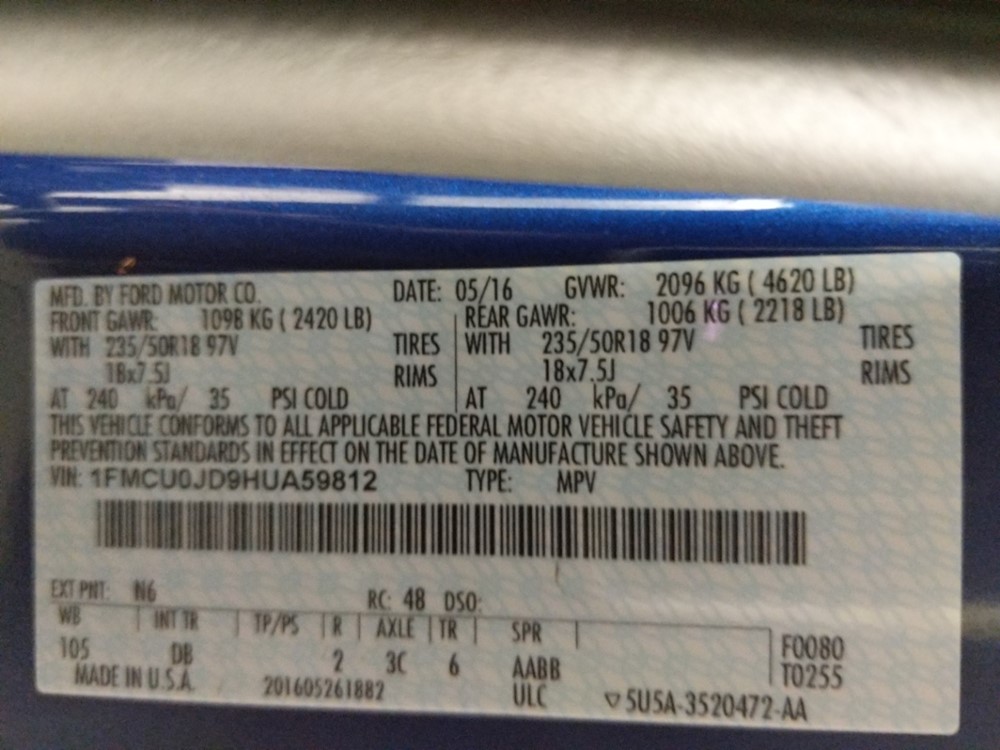 MFD. BY FORD MOTOR CO. DATE: 05/16 GVWR: 2096 KG ( 4620 LB)
FRONT GAWR: 1098 KG ( 2420 LB) REAR GAWR: 1006 KG ( 2218 LB)
WITH 235/50R18 97V TIRES WITH 235/50R18 97V TIRES
18x7.5J RIMS 18x7.5J RIMS
AT 240 kPa/ 35 PSI COLD AT 240 kPa/ 35 PSI COLD
THIS VEHICLE CONFORMS TO ALL APPLICABLE FEDERAL MOTOR VEHICLE SAFETY AND THEFT
PREVENTION STANDARDS IN EFFECT ON THE DATE OF MANUFACTURE SHOWN ABOVE.
VIN: 1FMCU0JD9HUA59812 TYPE: MPV
EXT PNT: N6 RC: 48 DSO:
WB INT TR TP/PS R AXLE TR SPR
105 DB 2 3C 6 AABB F0080
T0255
MADE IN U.S.A. 201605261882 ULC ▽5U5A-3520472-AA